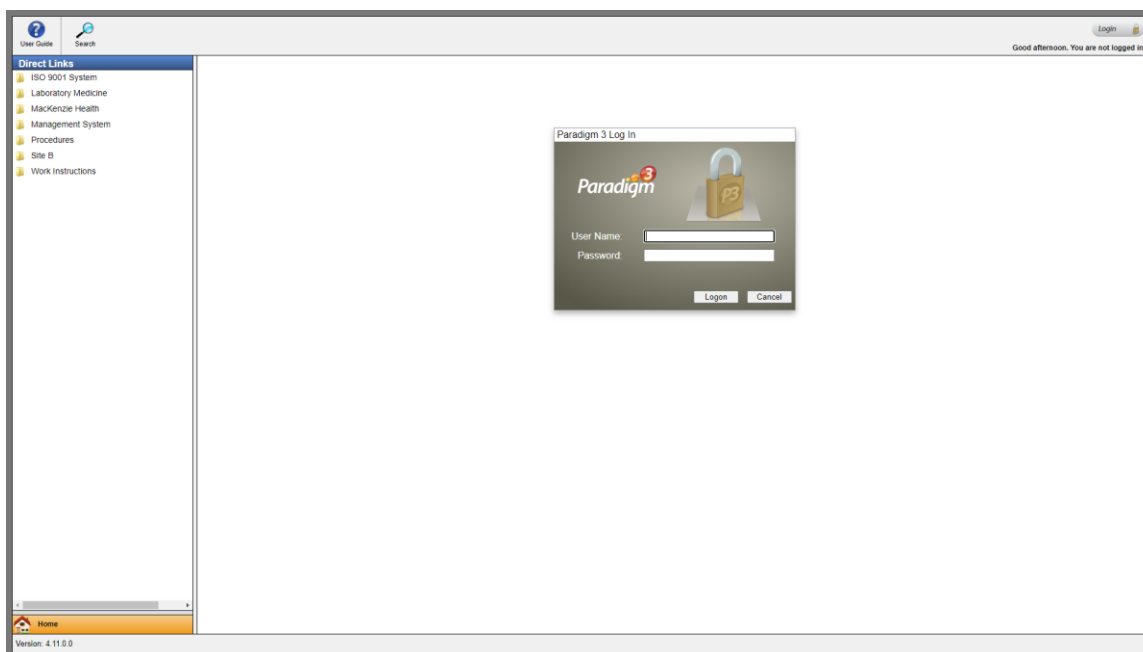 User Guide
Search
Login
Good afternoon. You are not logged in
Direct Links
ISO 9001 System
Laboratory Medicine
MacKenzie Health
Management System
Procedures
Site B
Work Instructions
Paradigm 3 Log In
Paradigm 3
P3
User Name:
Password:
Logon
Cancel
Home
Version: 4.11.0.0